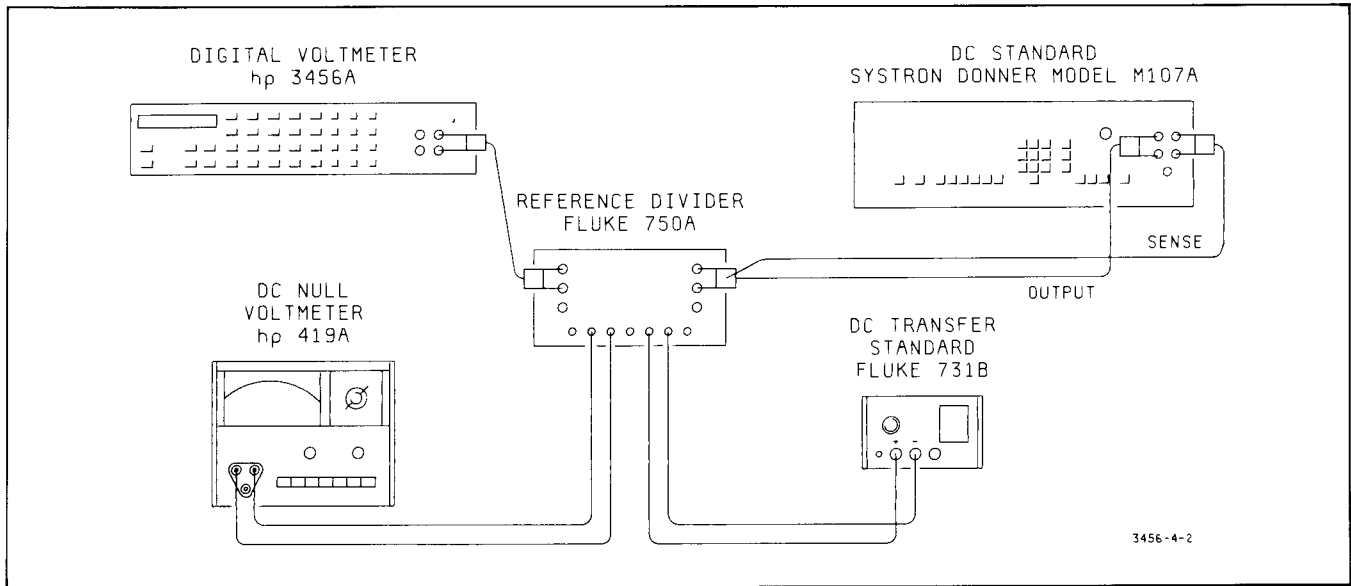 DIGITAL VOLTMETER
hp 3456A
DC STANDARD
SYSTRON DONNER MODEL M107A
REFERENCE DIVIDER
FLUKE 750A
SENSE
OUTPUT
DC NULL
VOLTMETER
hp 419A
DC TRANSFER
STANDARD
FLUKE 731B
+ -
3456-4-2